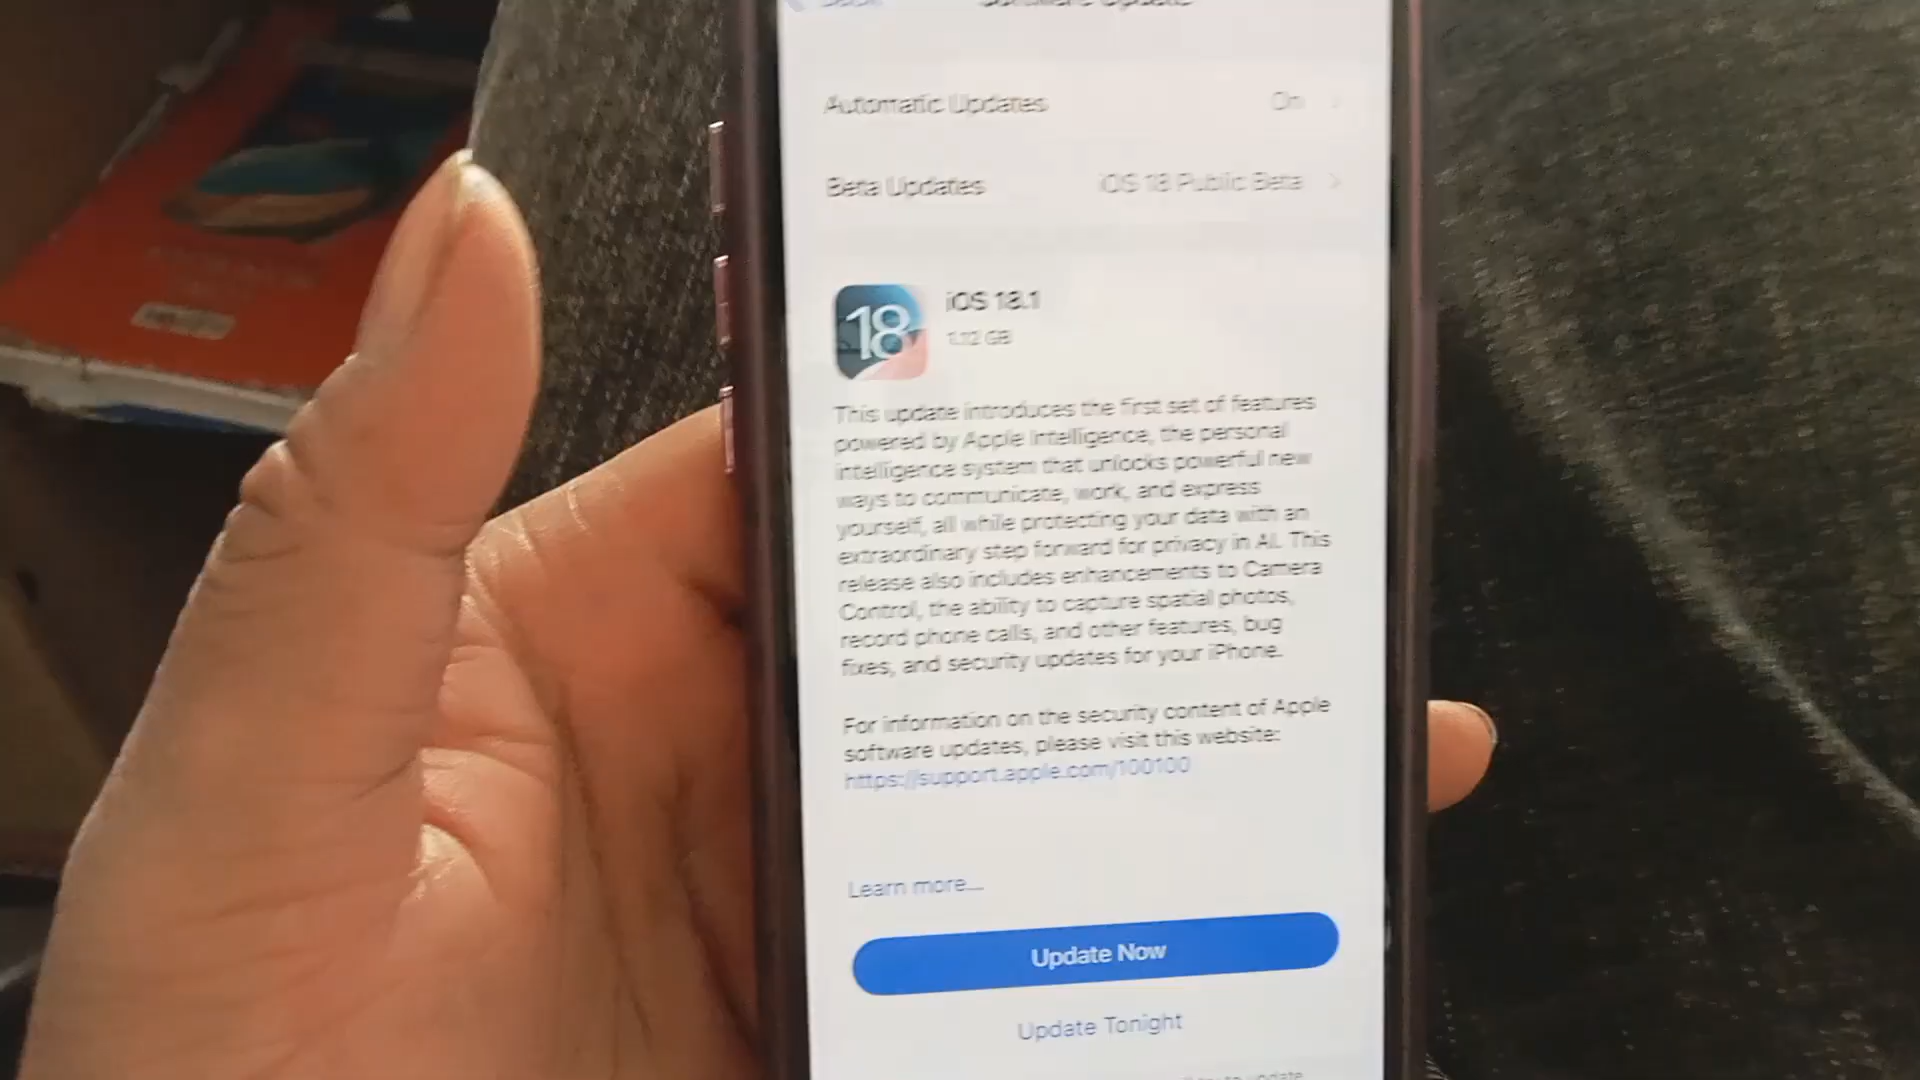 Software Update
Automatic Updates On
Beta Updates iOS 18 Public Beta
18
iOS 18.1
1.12 GB
This update introduces the first set of features
powered by Apple Intelligence, the personal
intelligence system that unlocks powerful new
ways to communicate, work, and express
yourself, all while protecting your data with an
extraordinary step forward for privacy in AI. This
release also includes enhancements to Camera
Control, the ability to capture spatial photos,
record phone calls, and other features, bug
fixes, and security updates for your iPhone.
For information on the security content of Apple
software updates, please visit this website:
https://support.apple.com/100100
Learn more...
Update Now
Update Tonight